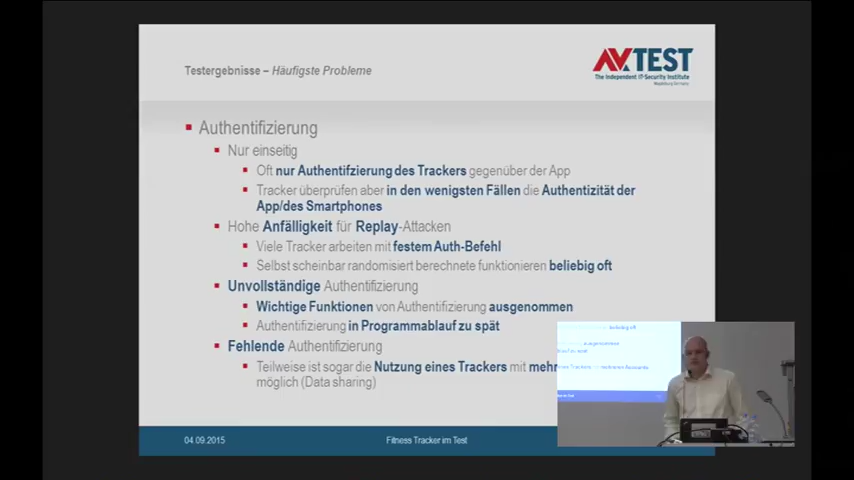 Testergebnisse – Häufigste Probleme
AV TEST
The Independent IT-Security Institute
Magdeburg Germany
Authentifizierung
Nur einseitig
Oft nur Authentifzierung des Trackers gegenüber der App
Tracker überprüfen aber in den wenigsten Fällen die Authentizität der
App/des Smartphones
Hohe Anfälligkeit für Replay-Attacken
Viele Tracker arbeiten mit festem Auth-Befehl
Selbst scheinbar randomisiert berechnete funktionieren beliebig oft
Unvollständige Authentifizierung
Wichtige Funktionen von Authentifizierung ausgenommen
Authentifizierung in Programmablauf zu spät
Fehlende Authentifizierung
Teilweise ist sogar die Nutzung eines Trackers mit mehr
möglich (Data sharing)
04.09.2015
Fitness Tracker im Test
beliebig oft
ausgenommen